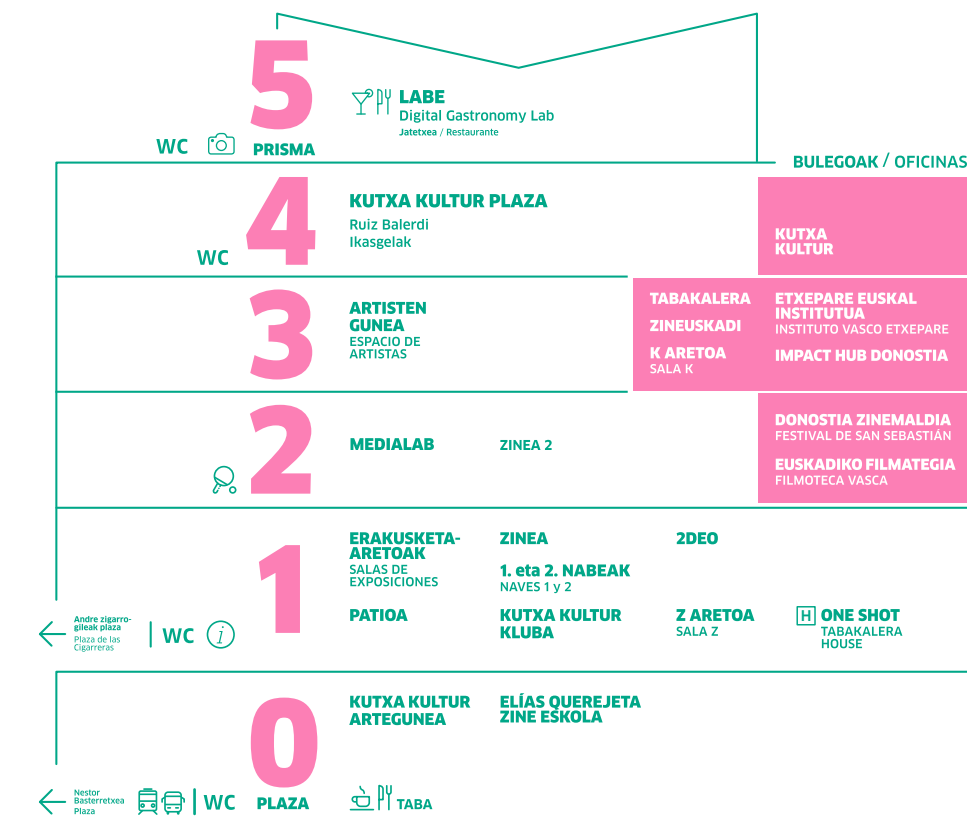 5
LABE
Digital Gastronomy Lab
Jatetxea / Restaurante
WC
PRISMA
BULEGOAK / OFICINAS
4
KUTXA KULTUR PLAZA
Ruiz Balerdi
Ikasgelak
WC
KUTXA
KULTUR
3
ARTISTEN
GUNEA
ESPACIO DE
ARTISTAS
TABAKALERA
ZINEUSKADI
K ARETOA
SALA K
ETXEPARE EUSKAL
INSTITUTUA
INSTITUTO VASCO ETXEPARE
IMPACT HUB DONOSTIA
2
MEDIALAB
ZINEA 2
DONOSTIA ZINEMALDIA
FESTIVAL DE SAN SEBASTIÁN
EUSKADIKO FILMATEGIA
FILMOTECA VASCA
1
ERAKUSKETA-
ARETOAK
SALAS DE
EXPOSICIONES
ZINEA
2DEO
1. eta 2. NABEAK
NAVES 1 y 2
PATIOA
KUTXA KULTUR
KLUBA
Z ARETOA
SALA Z
H ONE SHOT
TABAKALERA
HOUSE
Andre zigarro-
gileak plaza
Plaza de las
Cigarreras
WC
i
0
KUTXA KULTUR
ARTEGUNEA
ELÍAS QUEREJETA
ZINE ESKOLA
Nestor
Basterretxea
Plaza
WC
PLAZA
TABA